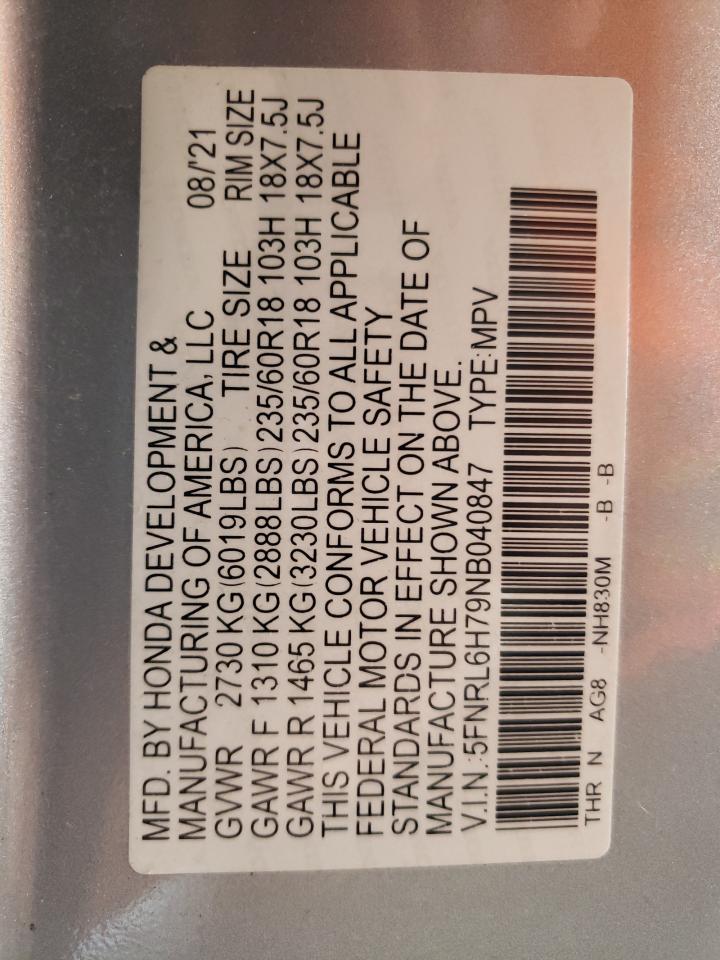 MFD. BY HONDA DEVELOPMENT &
MANUFACTURING OF AMERICA, LLC 08/'21
GVWR 2730 KG(6019LBS) TIRE SIZE RIM SIZE
GAWR F 1310 KG(2888LBS) 235/60R18 103H 18X7.5J
GAWR R 1465 KG(3230LBS) 235/60R18 103H 18X7.5J
THIS VEHICLE CONFORMS TO ALL APPLICABLE
FEDERAL MOTOR VEHICLE SAFETY
STANDARDS IN EFFECT ON THE DATE OF
MANUFACTURE SHOWN ABOVE.
V.I.N.:5FNRL6H79NB040847 TYPE:MPV
THR N AG8 -NH830M -B -B